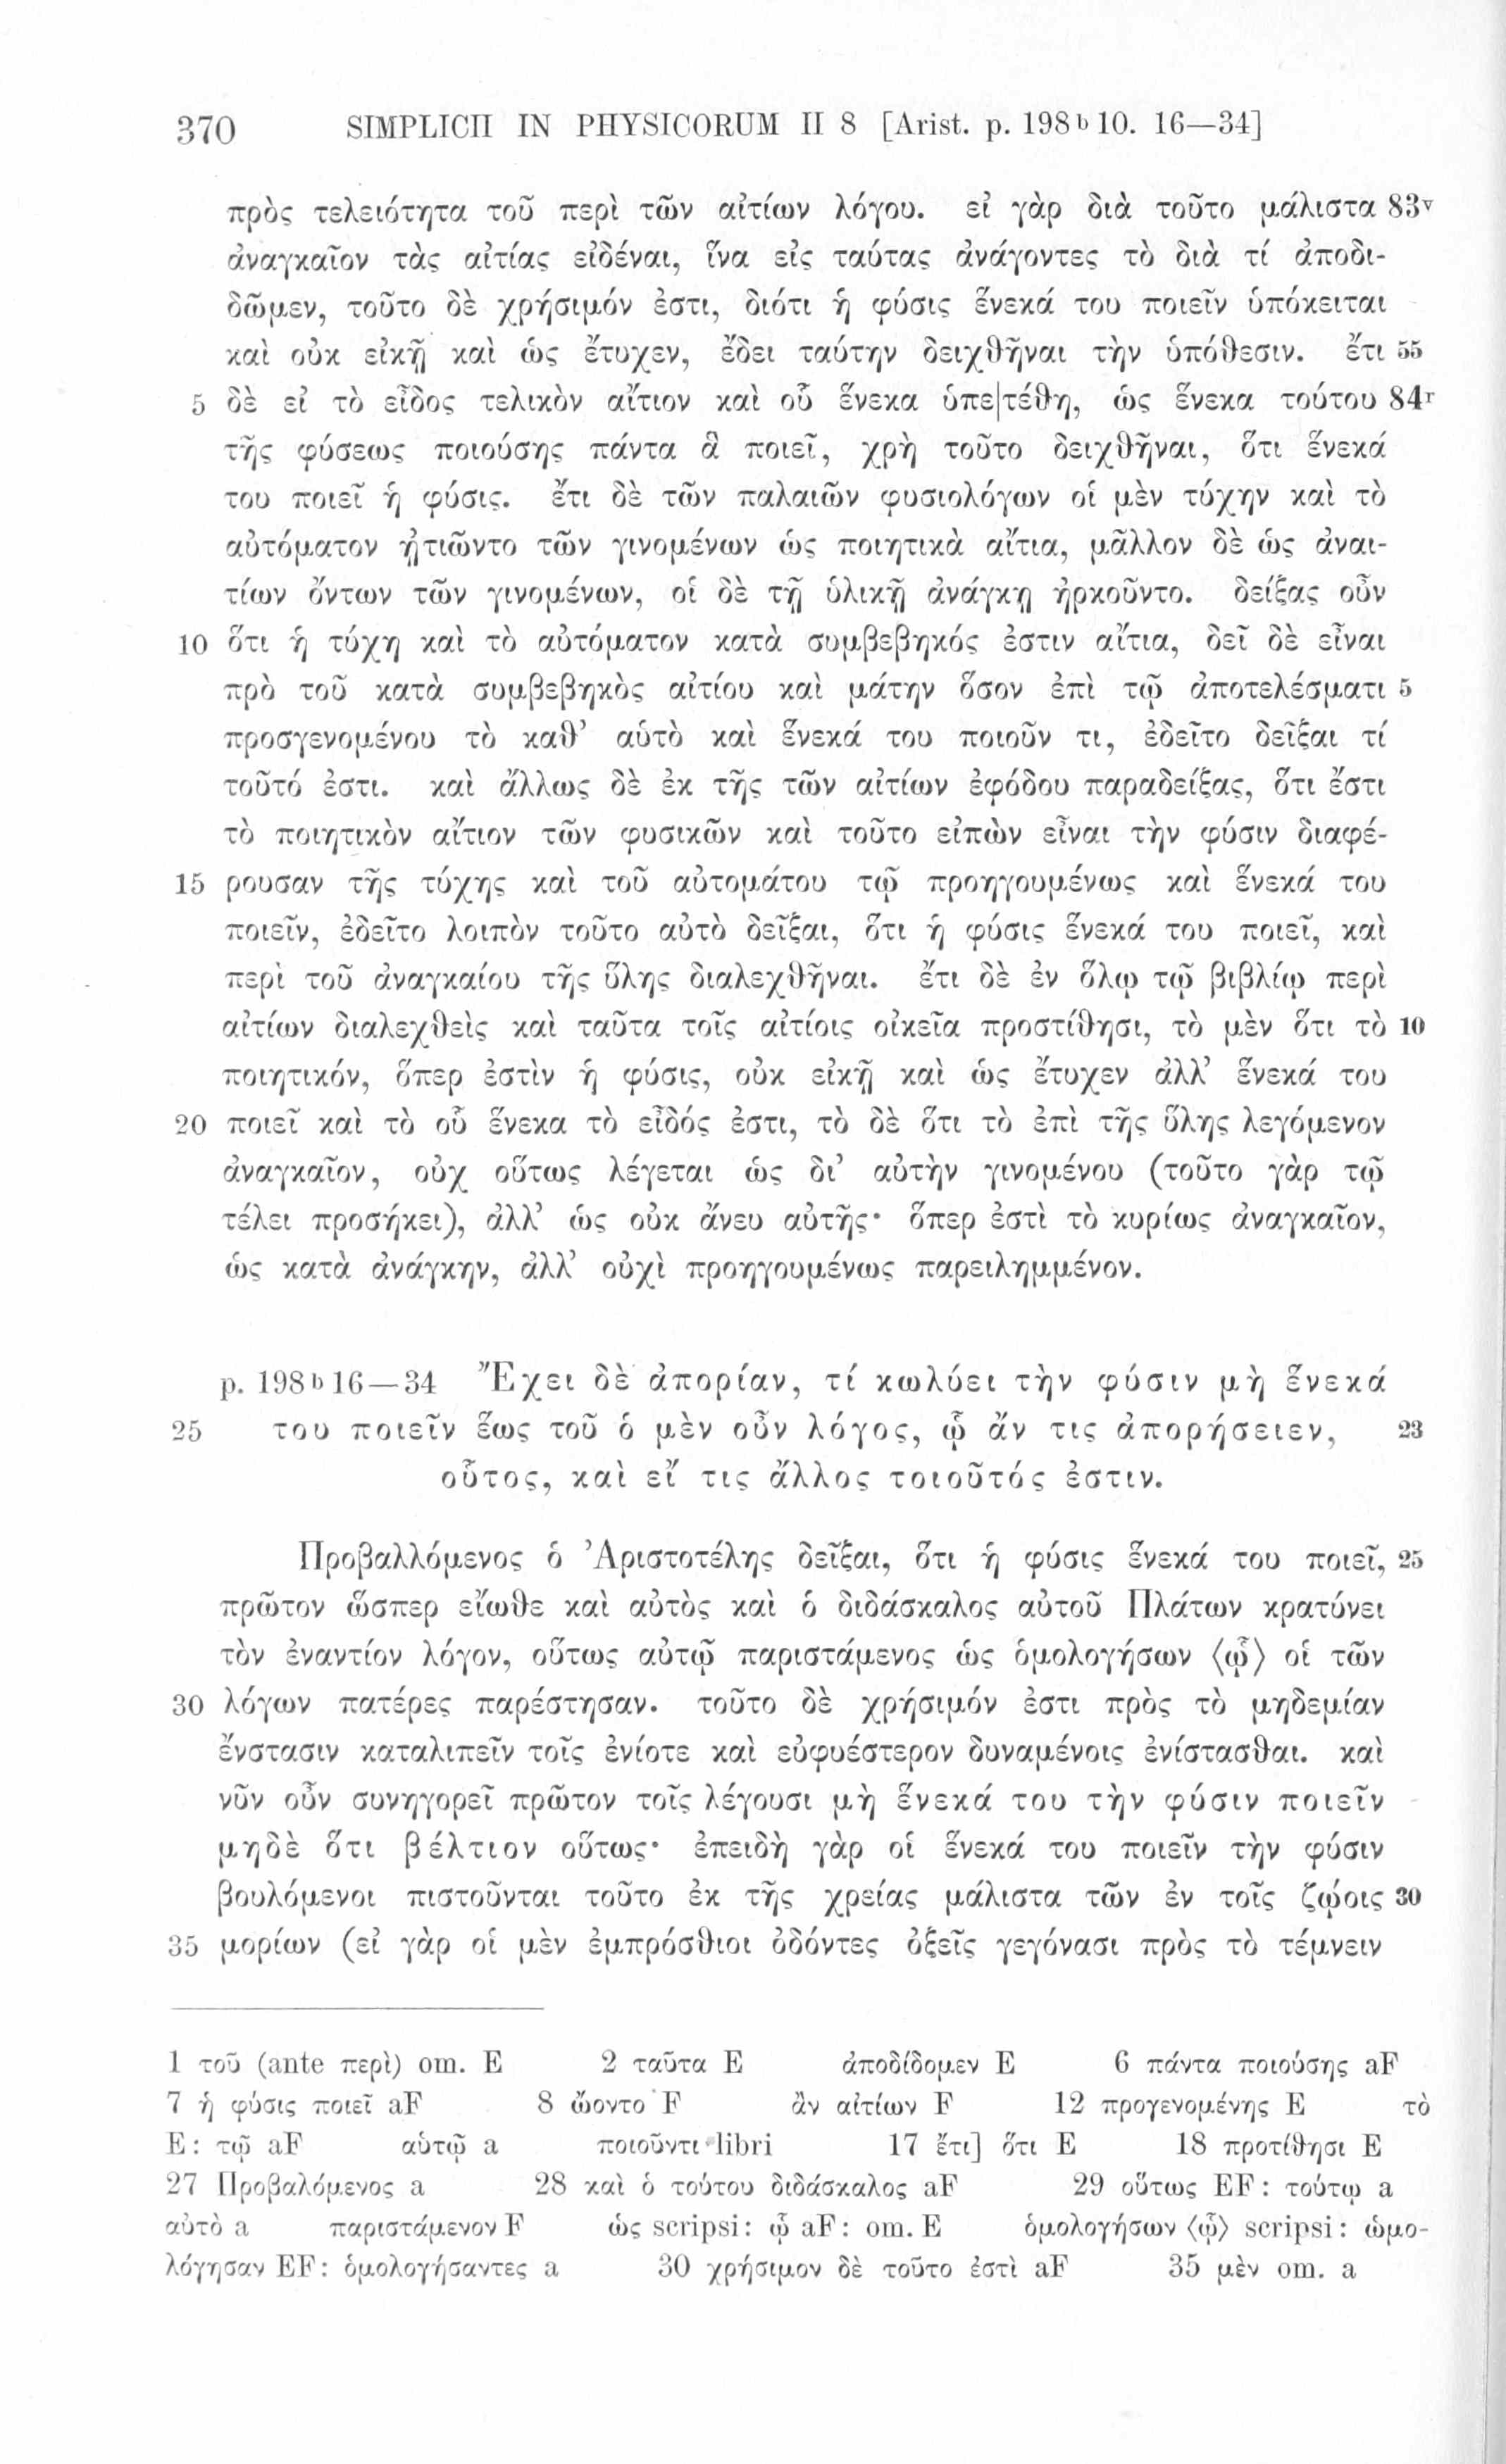 370 SIMPLICII IN PHYSICORUM II 8 [Arist. p. 198 b 10. 16—34]
πρὸς τελειότητα τοῦ περὶ τῶν αἰτίων λόγου. εἰ γὰρ διὰ τοῦτο μάλιστα 83v
ἀναγκαῖον τὰς αἰτίας εἰδέναι, ἵνα εἰς ταύτας ἀνάγοντες τὸ διὰ τί ἀποδι-
δῶμεν, τοῦτο δὲ χρήσιμόν ἐστι, διότι ἡ φύσις ἕνεκά του ποιεῖν ὑπόκειται
καὶ οὐκ εἰκῇ καὶ ὡς ἔτυχεν, ἔδει ταύτην δειχθῆναι τὴν ὑπόθεσιν. ἔτι 55
5 δὲ εἰ τὸ εἶδος τελικὸν αἴτιον καὶ οὗ ἕνεκα ὑπε|τέθη, ὡς ἕνεκα τούτου 84r
τῆς φύσεως ποιούσης πάντα ἃ ποιεῖ, χρὴ τοῦτο δειχθῆναι, ὅτι ἕνεκά
του ποιεῖ ἡ φύσις. ἔτι δὲ τῶν παλαιῶν φυσιολόγων οἱ μὲν τύχην καὶ τὸ
αὐτόματον ᾐτιῶντο τῶν γινομένων ὡς ποιητικὰ αἴτια, μᾶλλον δὲ ὡς ἀναι-
τίων ὄντων τῶν γινομένων, οἱ δὲ τῇ ὑλικῇ ἀνάγκῃ ἠρκοῦντο. δείξας οὖν
10 ὅτι ἡ τύχη καὶ τὸ αὐτόματον κατὰ συμβεβηκός ἐστιν αἴτια, δεῖ δὲ εἶναι
πρὸ τοῦ κατὰ συμβεβηκὸς αἰτίου καὶ μάτην ὅσον ἐπὶ τῷ ἀποτελέσματι 5
προσγενομένου τὸ καθ’ αὑτὸ καὶ ἕνεκά του ποιοῦν τι, ἐδεῖτο δεῖξαι τί
τοῦτό ἐστι. καὶ ἄλλως δὲ ἐκ τῆς τῶν αἰτίων ἐφόδου παραδείξας, ὅτι ἔστι
τὸ ποιητικὸν αἴτιον τῶν φυσικῶν καὶ τοῦτο εἰπὼν εἶναι τὴν φύσιν διαφέ-
15 ρουσαν τῆς τύχης καὶ τοῦ αὐτομάτου τῷ προηγουμένως καὶ ἕνεκά του
ποιεῖν, ἐδεῖτο λοιπὸν τοῦτο αὐτὸ δεῖξαι, ὅτι ἡ φύσις ἕνεκά του ποιεῖ, καὶ
περὶ τοῦ ἀναγκαίου τῆς ὕλης διαλεχθῆναι. ἔτι δὲ ἐν ὅλῳ τῷ βιβλίῳ περὶ
αἰτίων διαλεχθεὶς καὶ ταῦτα τοῖς αἰτίοις οἰκεῖα προστίθησι, τὸ μὲν ὅτι τὸ 10
ποιητικόν, ὅπερ ἐστὶν ἡ φύσις, οὐκ εἰκῇ καὶ ὡς ἔτυχεν ἀλλ’ ἕνεκά του
20 ποιεῖ καὶ τὸ οὗ ἕνεκα τὸ εἶδός ἐστι, τὸ δὲ ὅτι τὸ ἐπὶ τῆς ὕλης λεγόμενον
ἀναγκαῖον, οὐχ οὕτως λέγεται ὡς δι’ αὐτὴν γινομένου (τοῦτο γὰρ τῷ
τέλει προσήκει), ἀλλ’ ὡς οὐκ ἄνευ αὐτῆς· ὅπερ ἐστὶ τὸ κυρίως ἀναγκαῖον,
ὡς κατὰ ἀνάγκην, ἀλλ’ οὐχὶ προηγουμένως παρειλημμένον.
p. 198 b 16—34 Ἔχει δὲ ἀπορίαν, τί κωλύει τὴν φύσιν μὴ ἕνεκά
25 του ποιεῖν ἕως τοῦ ὁ μὲν οὖν λόγος, ᾧ ἄν τις ἀπορήσειεν, 23
οὗτος, καὶ εἴ τις ἄλλος τοιοῦτός ἐστιν.
Προβαλλόμενος ὁ Ἀριστοτέλης δεῖξαι, ὅτι ἡ φύσις ἕνεκά του ποιεῖ, 25
πρῶτον ὥσπερ εἴωθε καὶ αὐτὸς καὶ ὁ διδάσκαλος αὐτοῦ Πλάτων κρατύνει
τὸν ἐναντίον λόγον, οὕτως αὐτῷ παριστάμενος ὡς ὁμολογήσων ⟨ᾧ⟩ οἱ τῶν
30 λόγων πατέρες παρέστησαν. τοῦτο δὲ χρήσιμόν ἐστι πρὸς τὸ μηδεμίαν
ἔνστασιν καταλιπεῖν τοῖς ἐνίοτε καὶ εὐφυέστερον δυναμένοις ἐνίστασθαι. καὶ
νῦν οὖν συνηγορεῖ πρῶτον τοῖς λέγουσι μὴ ἕνεκά του τὴν φύσιν ποιεῖν
μηδὲ ὅτι βέλτιον οὕτως· ἐπειδὴ γὰρ οἱ ἕνεκά του ποιεῖν τὴν φύσιν
βουλόμενοι πιστοῦνται τοῦτο ἐκ τῆς χρείας μάλιστα τῶν ἐν τοῖς ζῴοις 30
35 μορίων (εἰ γὰρ οἱ μὲν ἐμπρόσθιοι ὀδόντες ὀξεῖς γεγόνασι πρὸς τὸ τέμνειν
1 τοῦ (ante περὶ) om. E 2 ταῦτα E ἀποδίδομεν E 6 πάντα ποιούσης aF
7 ἡ φύσις ποιεῖ aF 8 ᾤοντο F ἂν αἰτίων F 12 προγενομένης E τὸ
E: τῷ aF αὑτῷ a ποιοῦντι libri 17 ἔτι] ὅτι E 18 προτίθησι E
27 Προβαλόμενος a 28 καὶ ὁ τούτου διδάσκαλος aF 29 οὕτως EF: τούτῳ a
αὐτὸ a παριστάμενον F ὡς scripsi: ᾧ aF: om. E ὁμολογήσων ⟨ᾧ⟩ scripsi: ὡμο-
λόγησαν EF: ὁμολογήσαντες a 30 χρήσιμον δὲ τοῦτο ἐστὶ aF 35 μὲν om. a